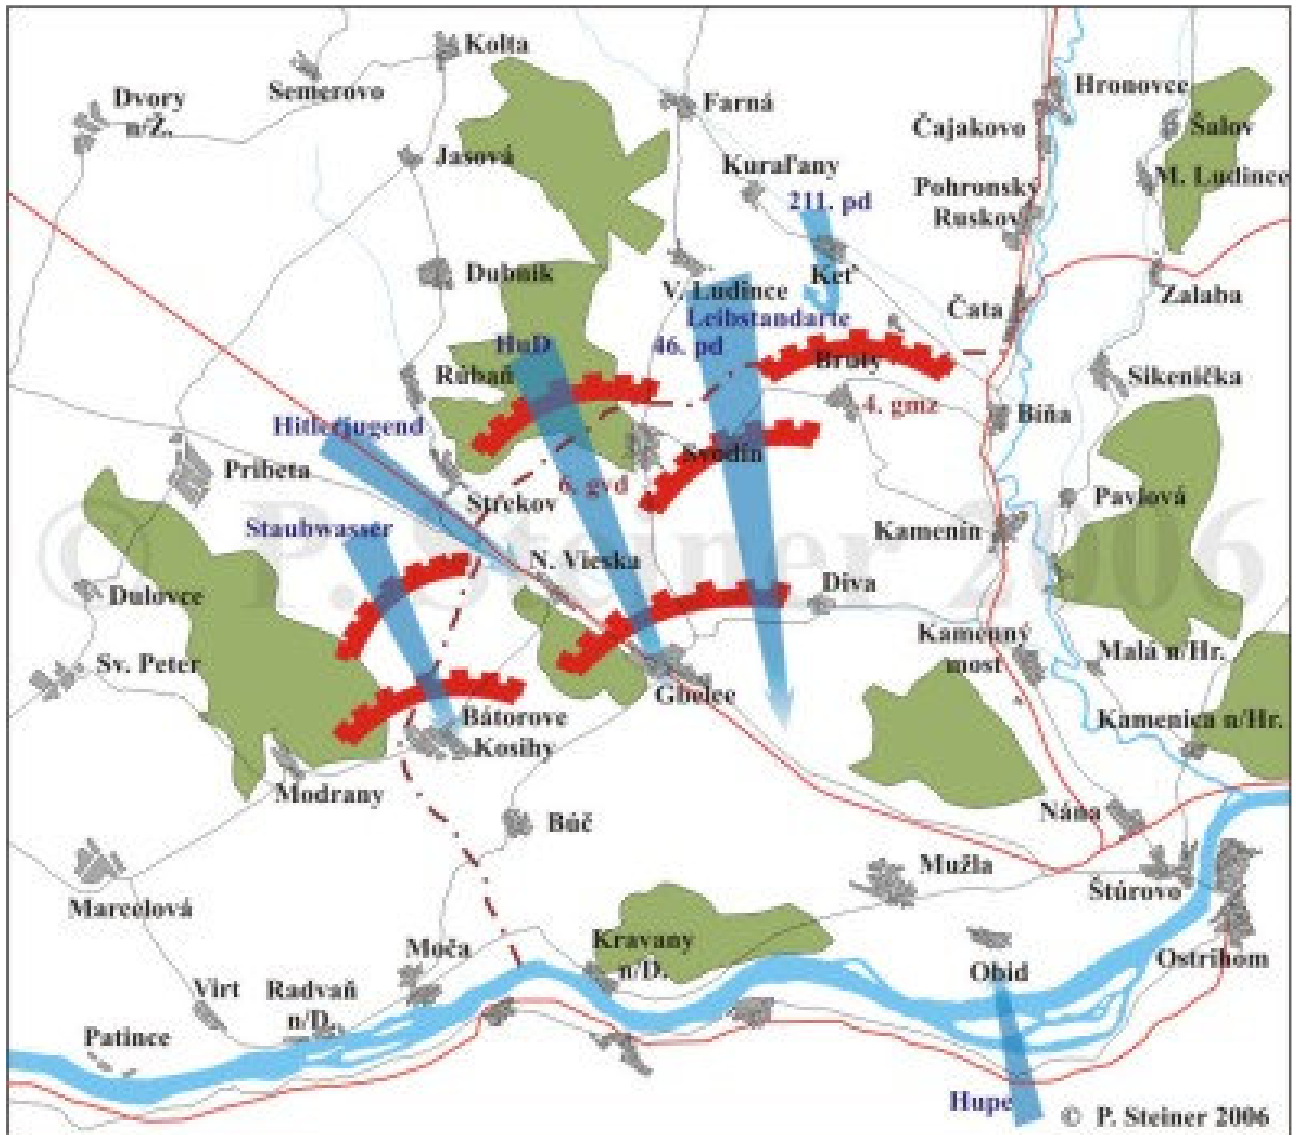 Kolta
Semerovo
Dvory
n/Ž.
Farná
Hronovce
Čajakovo
Šalov
Jasová
Kuraľany
M. Ludince
211. pd
Pohronský
Ruskov
Keť
Dubník
V. Ludince
Zalaba
Čata
Leibstandarte
HuD
46. pd
Bruty
Rúbaň
Sikenička
4. gmz
Bíňa
Hitlerjugend
Svodín
Pribeta
6. gvd
Strekov
Pavlová
Staubwasser
Kamenín
© P. Steiner 2006
N. Vieska
Diva
Dulovce
Kamenný
most
Malá n/Hr.
Sv. Peter
Gbelce
Bátorove
Kosihy
Kamenica n/Hr.
Modrany
Búč
Nána
Mužla
Štúrovo
Marcelová
Moča
Kravany
n/D.
Obid
Ostrihom
Virt
Radvaň
n/D.
Patince
Hupe
© P. Steiner 2006